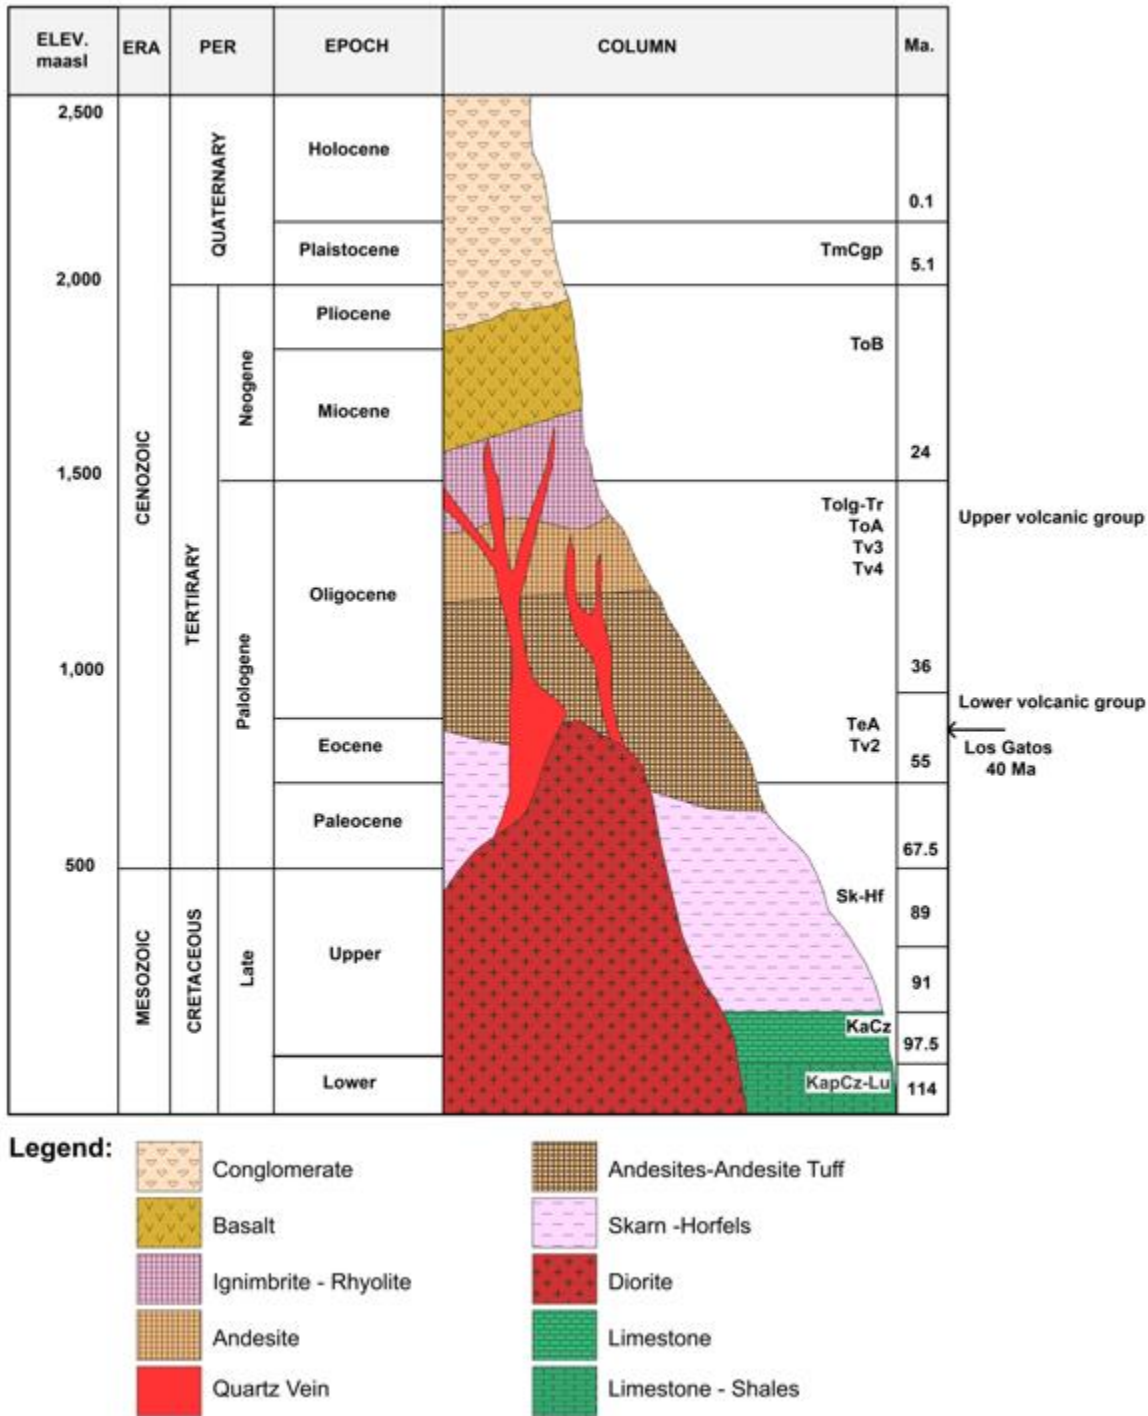 ELEV.
maasl
ERA
PER
EPOCH
COLUMN
Ma.
2,500
2,000
1,500
1,000
500
CENOZOIC
MESOZOIC
QUATERNARY
TERTIRARY
CRETACEOUS
Neogene
Palologene
Late
Holocene
Plaistocene
Pliocene
Miocene
Oligocene
Eocene
Paleocene
Upper
Lower
TmCgp
ToB
Tolg-Tr
ToA
Tv3
Tv4
TeA
Tv2
Sk-Hf
KaCz
KapCz-Lu
0.1
5.1
24
36
55
67.5
89
91
97.5
114
Upper volcanic group
Lower volcanic group
Los Gatos
40 Ma
Legend:
Conglomerate
Basalt
Ignimbrite - Rhyolite
Andesite
Quartz Vein
Andesites-Andesite Tuff
Skarn -Horfels
Diorite
Limestone
Limestone - Shales